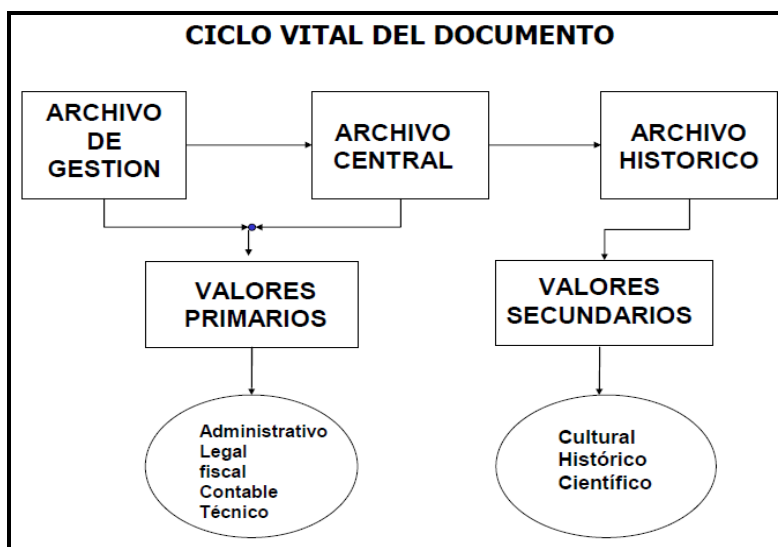 CICLO VITAL DEL DOCUMENTO
ARCHIVO
DE
GESTION
ARCHIVO
CENTRAL
ARCHIVO
HISTORICO
VALORES
PRIMARIOS
VALORES
SECUNDARIOS
Administrativo
Legal
fiscal
Contable
Técnico
Cultural
Histórico
Científico